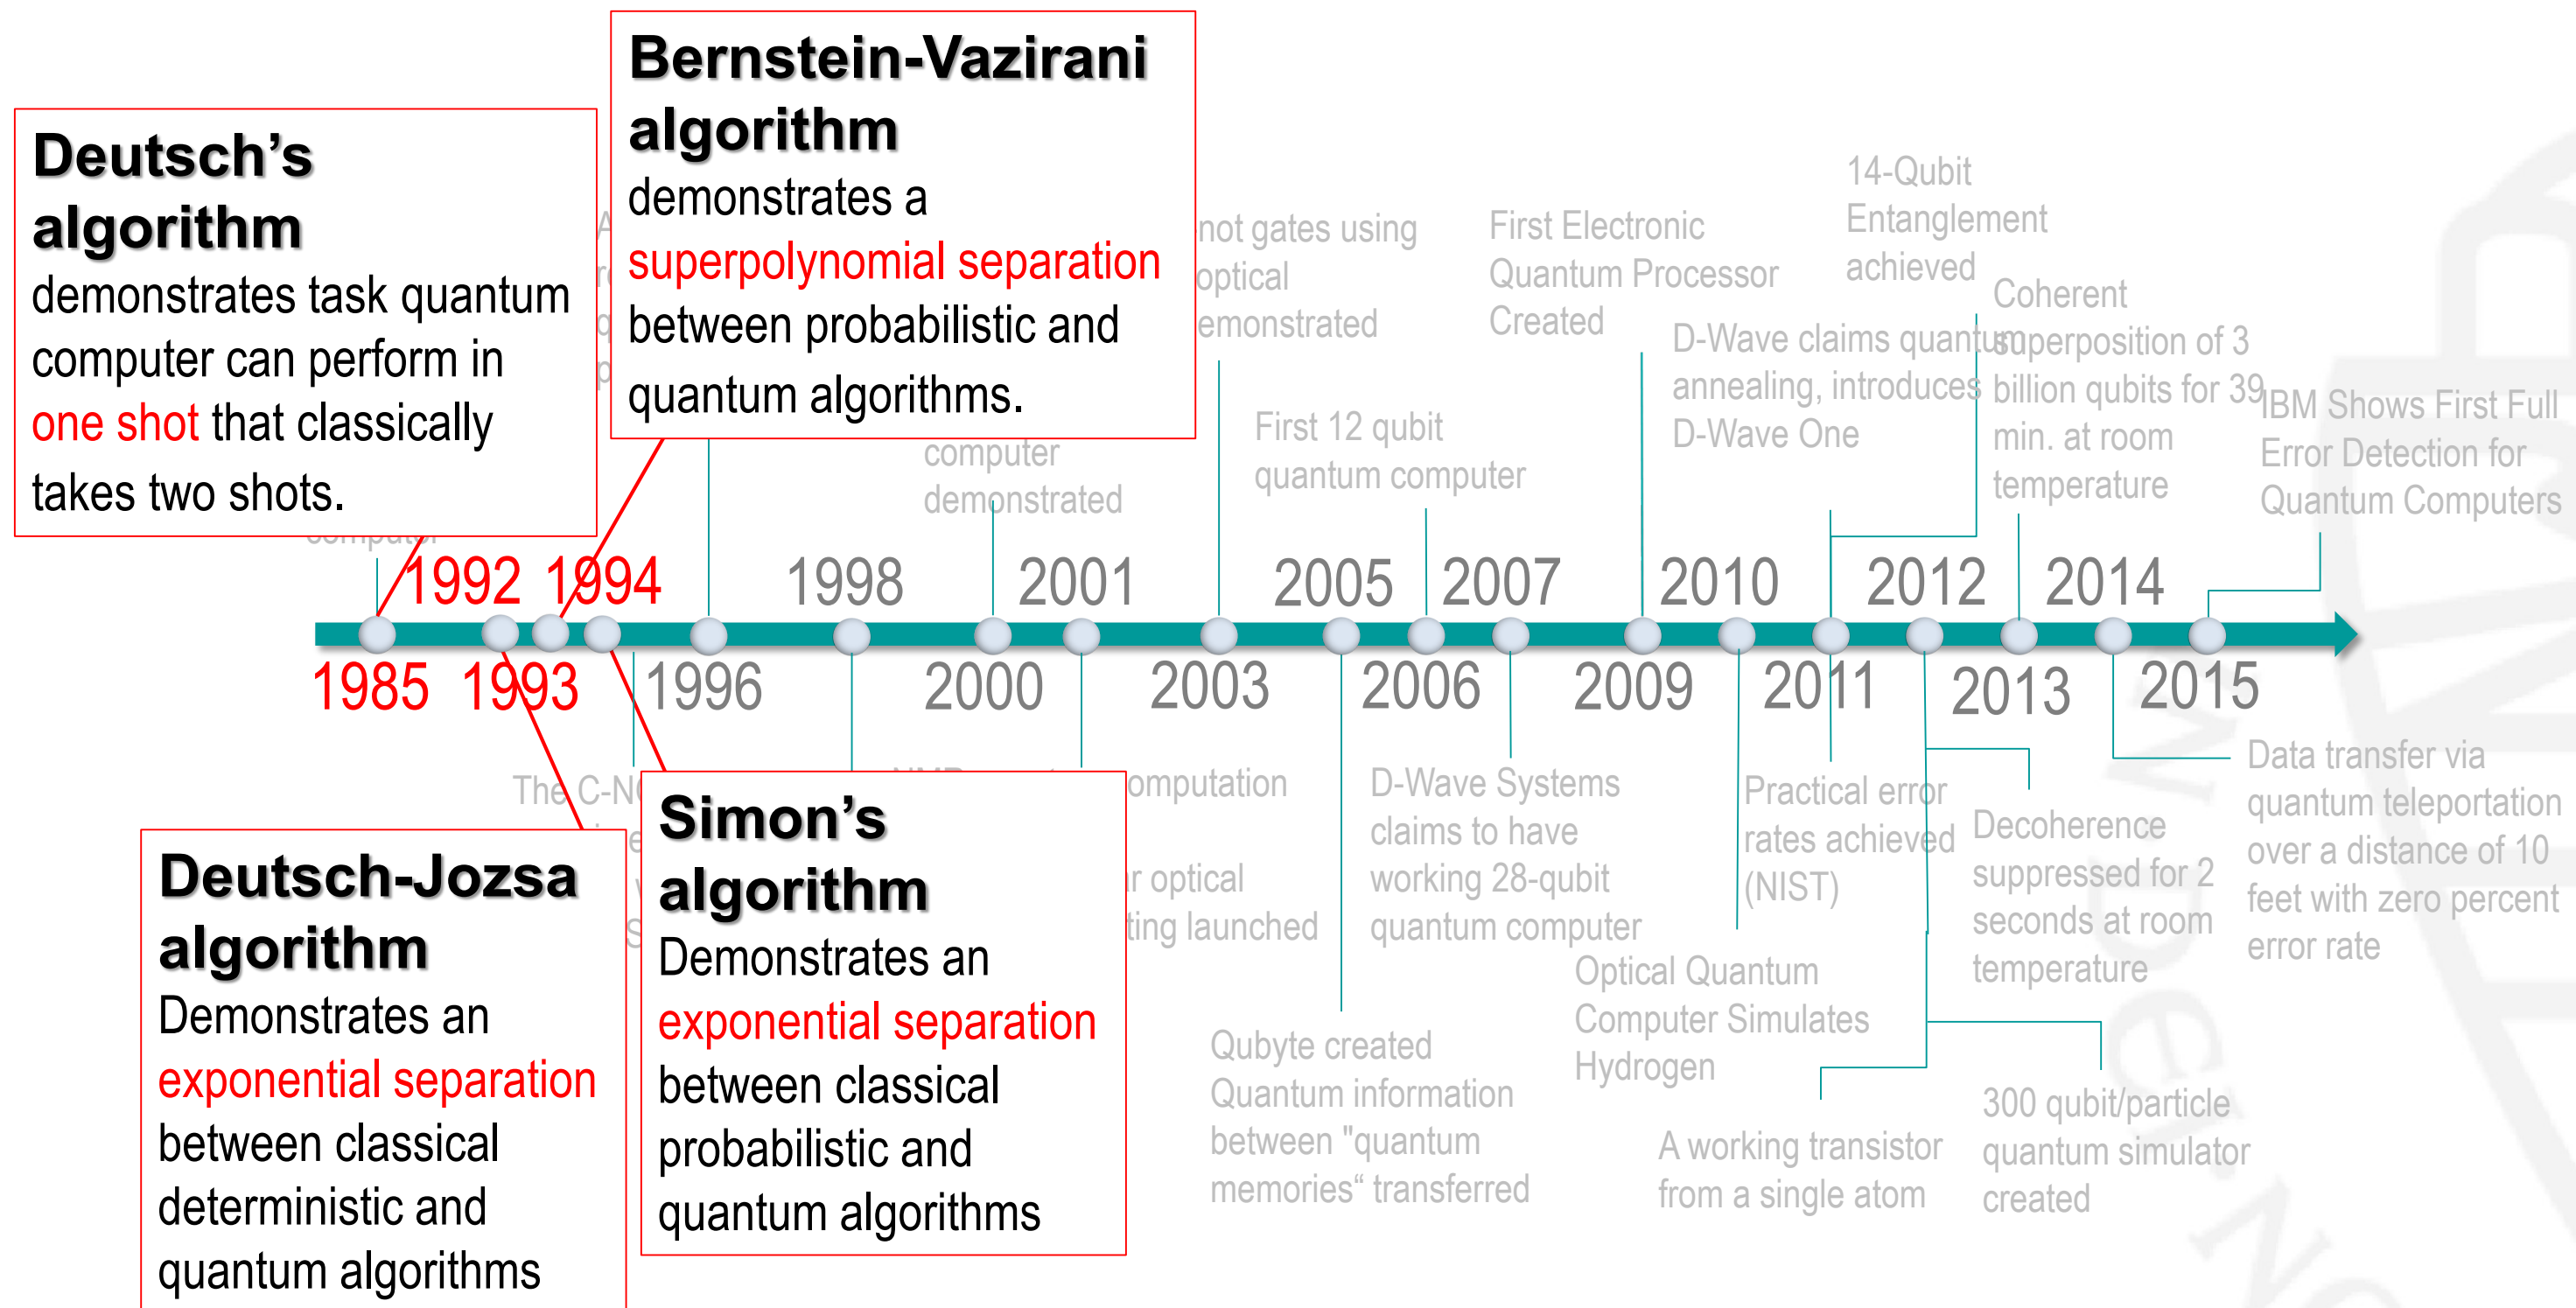 Deutsch’s
algorithm
demonstrates task quantum
computer can perform in
one shot that classically
takes two shots.
Bernstein-Vazirani
algorithm
demonstrates a
superpolynomial separation
between probabilistic and
quantum algorithms.
computer
demonstrated
not gates using
optical
First 12 qubit
quantum computer
First Electronic
Quantum Processor
Created
D-Wave claims quantum
annealing, introduces
D-Wave One
14-Qubit
Entanglement
achieved
Coherent
superposition of 3
billion qubits for 39
min. at room
temperature
IBM Shows First Full
Error Detection for
Quantum Computers
computer
1992 1994 1998 2001 2005 2007 2010 2012 2014
1985 1993 1996 2000 2003 2006 2009 2011 2013 2015
The
Deutsch-Jozsa
algorithm
Demonstrates an
exponential separation
between classical
deterministic and
quantum algorithms
Simon’s
algorithm
Demonstrates an
exponential separation
between classical
probabilistic and
quantum algorithms
optical
launched
Qubyte created
Quantum information
between "quantum
memories“ transferred
D-Wave Systems
claims to have
working 28-qubit
quantum computer
Optical Quantum
Computer Simulates
Hydrogen
Practical error
rates achieved
(NIST)
A working transistor
from a single atom
Decoherence
suppressed for 2
seconds at room
temperature
300 qubit/particle
quantum simulator
created
Data transfer via
quantum teleportation
over a distance of 10
feet with zero percent
error rate